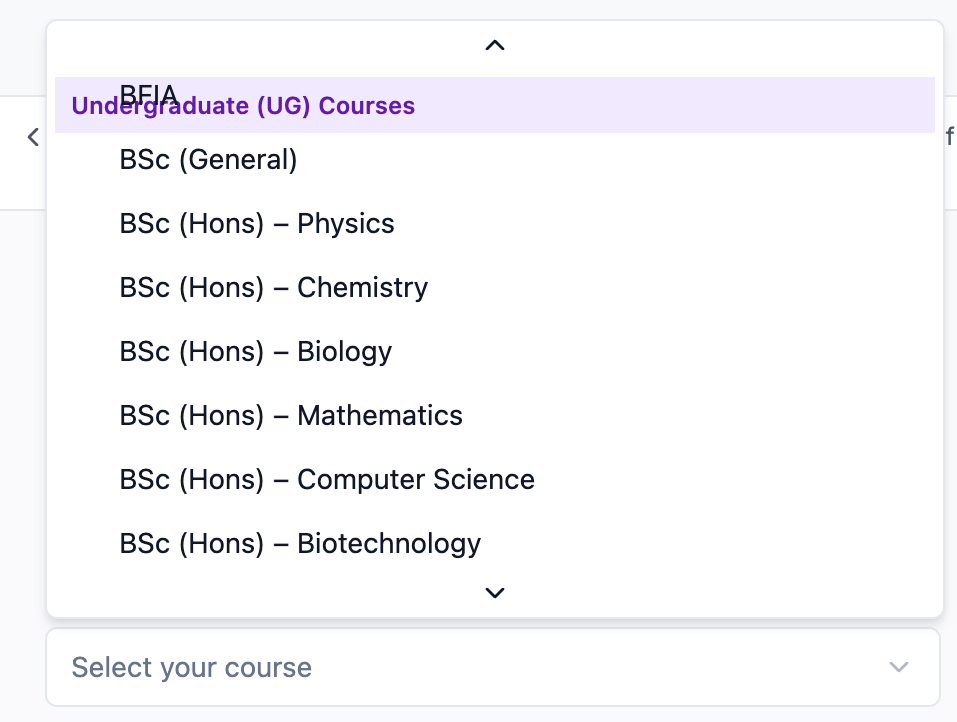 BFIA
Undergraduate (UG) Courses
BSc (General)
BSc (Hons) – Physics
BSc (Hons) – Chemistry
BSc (Hons) – Biology
BSc (Hons) – Mathematics
BSc (Hons) – Computer Science
BSc (Hons) – Biotechnology
Select your course